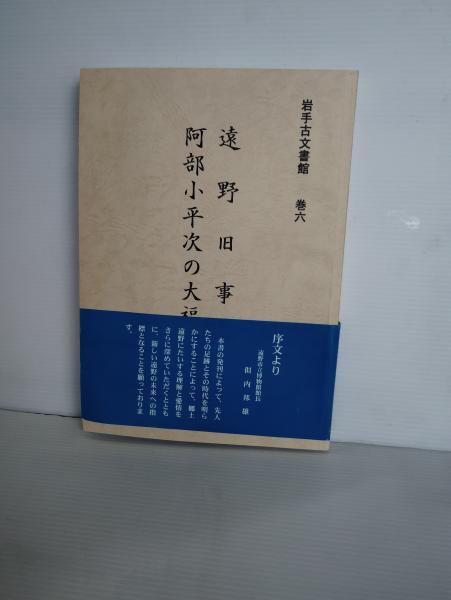 岩手古文書館 巻六
遠野旧事
阿部小平次の大福
序文より
遠野市立博物館館長
佃内邦雄
本書の発刊によって、先人
たちの足跡とその時代を明ら
かにすることによって、郷土
遠野にたいする理解と愛情を
さらに深めていただくととも
に、新しい遠野の未来への指
標となることを願っておりま
す。